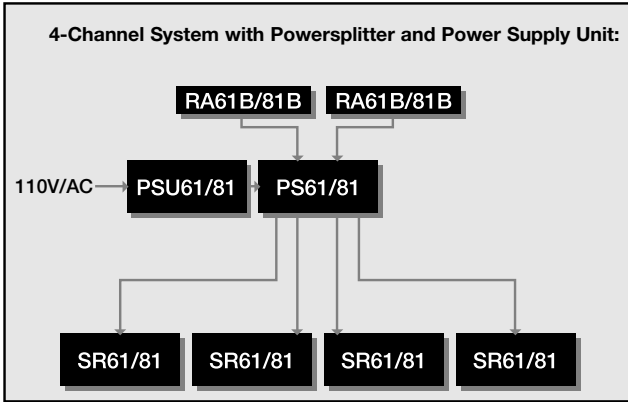 4-Channel System with Powersplitter and Power Supply Unit:
RA61B/81B RA61B/81B
110V/AC PSU61/81 PS61/81
SR61/81 SR61/81 SR61/81 SR61/81